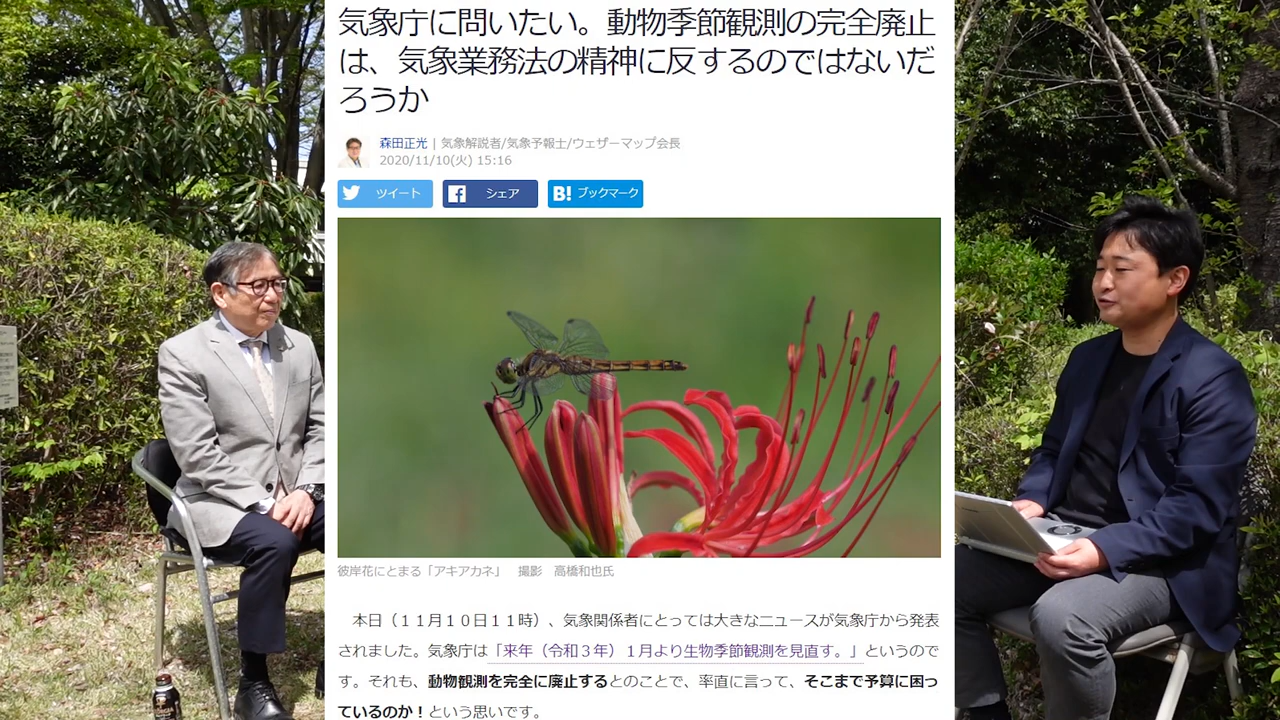 気象庁に問いたい。動物季節観測の完全廃止
は、気象業務法の精神に反するのではないだ
ろうか
森田正光 | 気象解説者/気象予報士/ウェザーマップ会長
2020/11/10(火) 15:16
ツイート シェア B! ブックマーク
彼岸花にとまる「アキアカネ」　撮影　高橋和也氏
本日（１１月１０日１１時）、気象関係者にとっては大きなニュースが気象庁から発表
されました。気象庁は「来年（令和３年）１月より生物季節観測を見直す。」というので
す。それも、動物観測を完全に廃止するとのことで、率直に言って、そこまで予算に困っ
ているのか！という思いです。